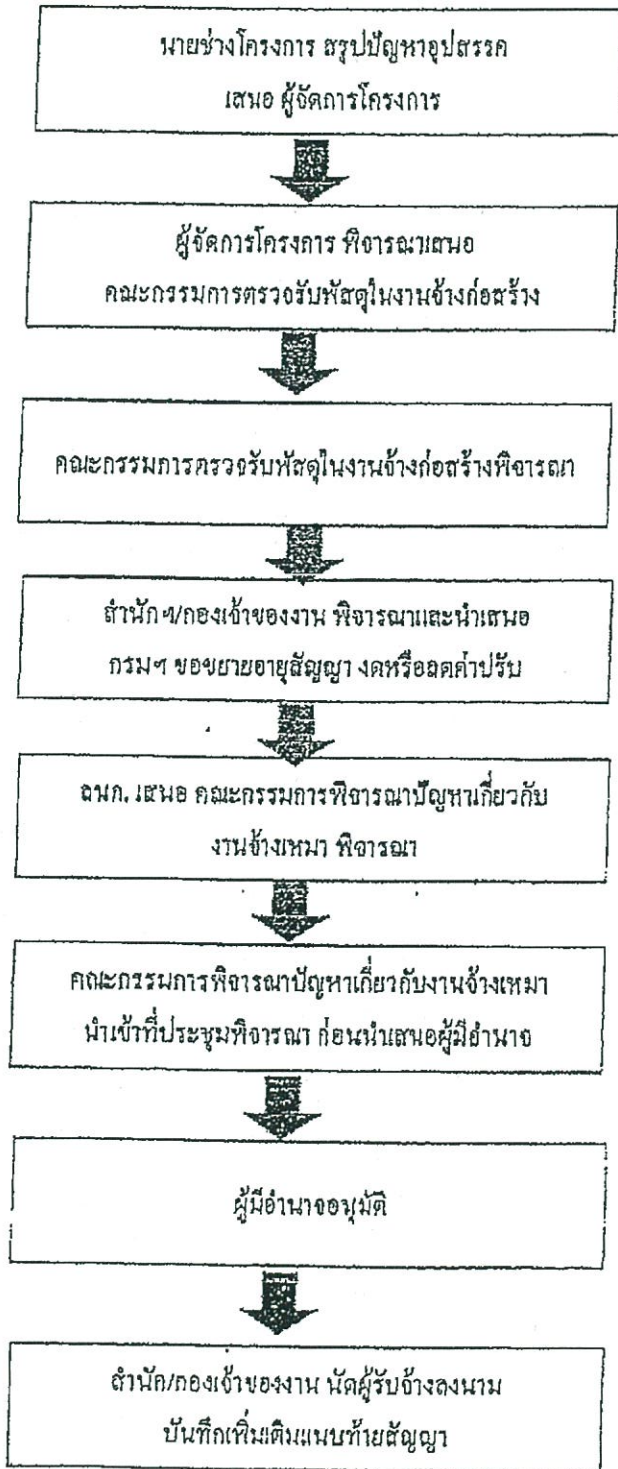 นายช่างโครงการ สรุปปัญหาอุปสรรค
เสนอ ผู้จัดการโครงการ
ผู้จัดการโครงการ พิจารณาเสนอ
คณะกรรมการตรวจรับพัสดุในงานจ้างก่อสร้าง
คณะกรรมการตรวจรับพัสดุในงานจ้างก่อสร้างพิจารณา
สำนักฯ/กองเจ้าของงาน พิจารณาและนำเสนอ
กรมฯ ขอขยายอายุสัญญา งดหรือลดค่าปรับ
ลนก. เสนอ คณะกรรมการพิจารณาปัญหาเกี่ยวกับ
งานจ้างเหมา พิจารณา
คณะกรรมการพิจารณาปัญหาเกี่ยวกับงานจ้างเหมา
นำเข้าที่ประชุมพิจารณา ก่อนนำเสนอผู้มีอำนาจ
ผู้มีอำนาจอนุมัติ
สำนัก/กองเจ้าของงาน นัดผู้รับจ้างลงนาม
บันทึกเพิ่มเติมแนบท้ายสัญญา